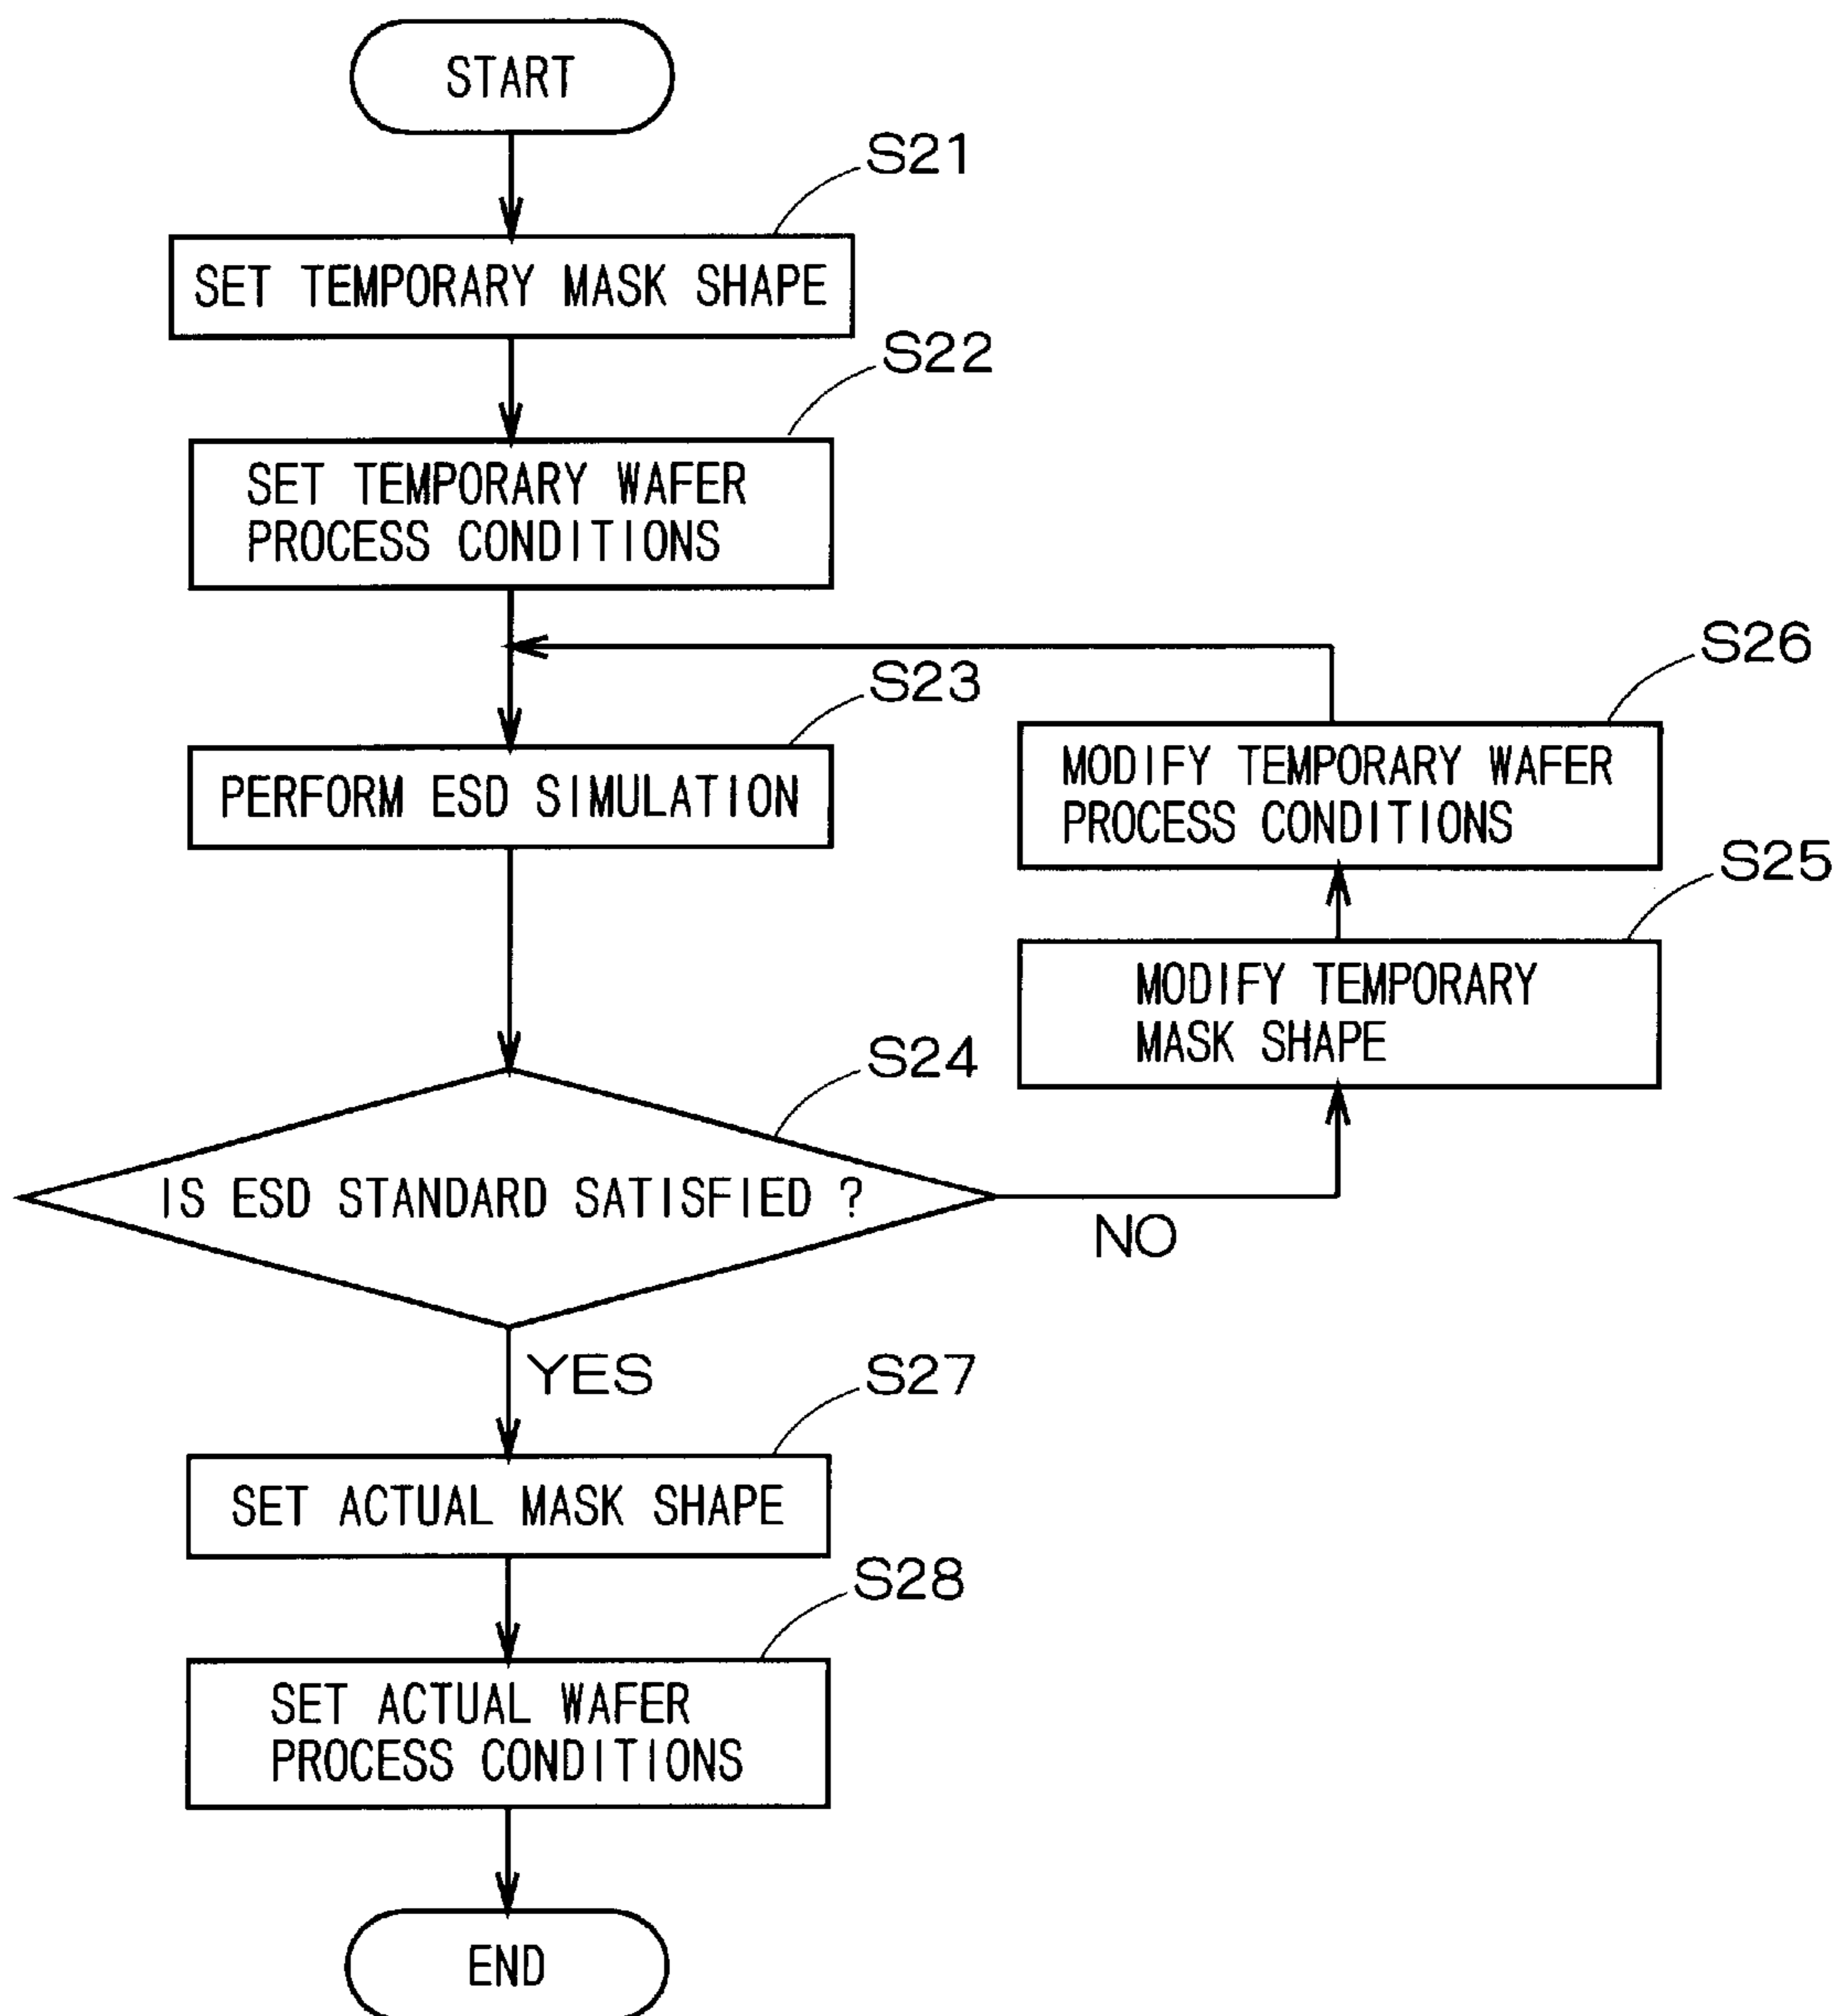 START
S21
SET TEMPORARY MASK SHAPE
S22
SET TEMPORARY WAFER
PROCESS CONDITIONS
S23
PERFORM ESD SIMULATION
S24
IS ESD STANDARD SATISFIED ?
NO
S25
MODIFY TEMPORARY
MASK SHAPE
S26
MODIFY TEMPORARY WAFER
PROCESS CONDITIONS
YES
S27
SET ACTUAL MASK SHAPE
S28
SET ACTUAL WAFER
PROCESS CONDITIONS
END